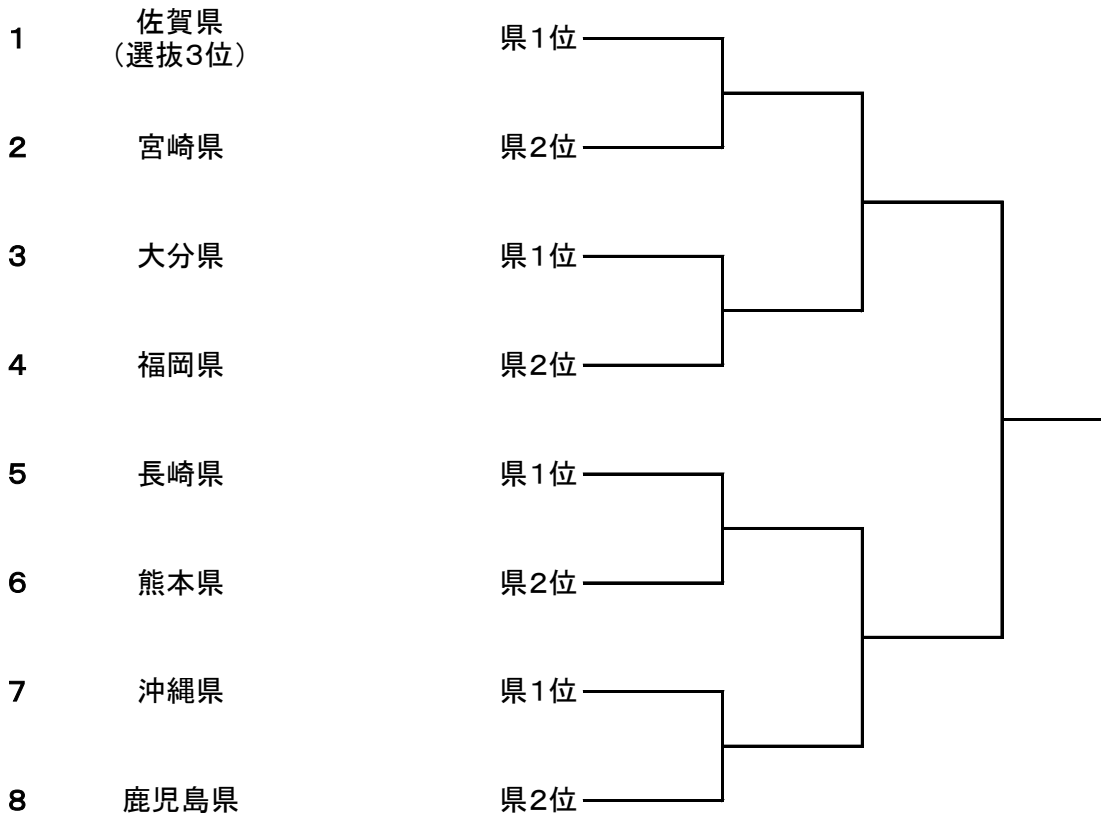 1 佐賀県 県1位
（選抜3位）
2 宮崎県 県2位
3 大分県 県1位
4 福岡県 県2位
5 長崎県 県1位
6 熊本県 県2位
7 沖縄県 県1位
8 鹿児島県 県2位